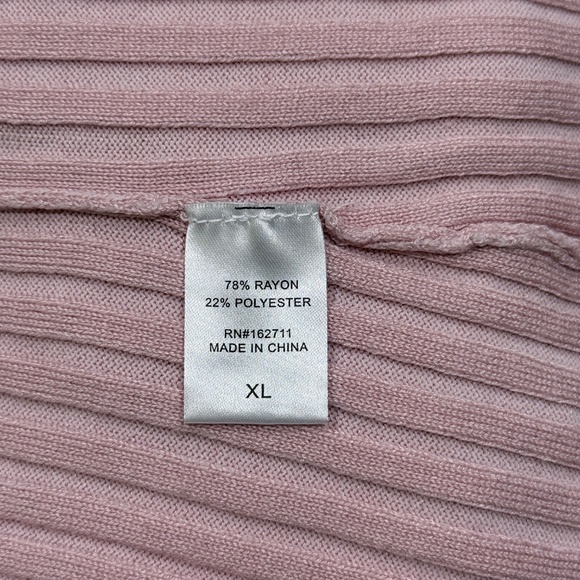 78% RAYON
22% POLYESTER
RN#162711
MADE IN CHINA
XL